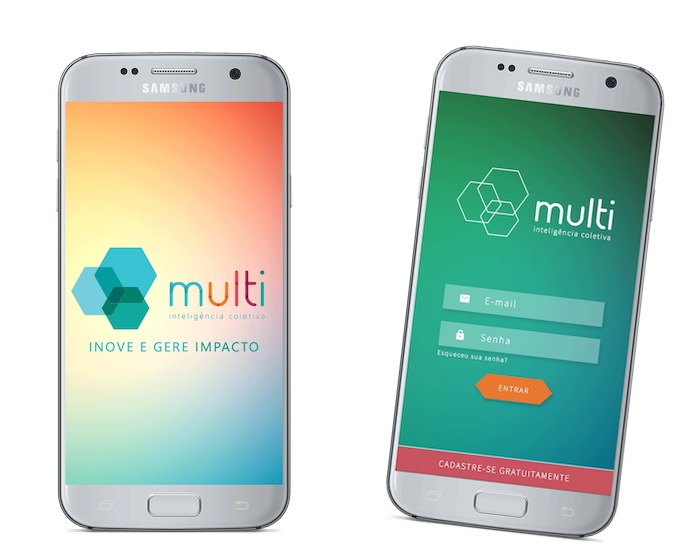 SAMSUNG
multi
inteligência coletiva
INOVE E GERE IMPACTO
SAMSUNG
multi
inteligência coletiva
E-mail
Senha
Esqueceu sua senha?
ENTRAR
CADASTRE-SE GRATUITAMENTE